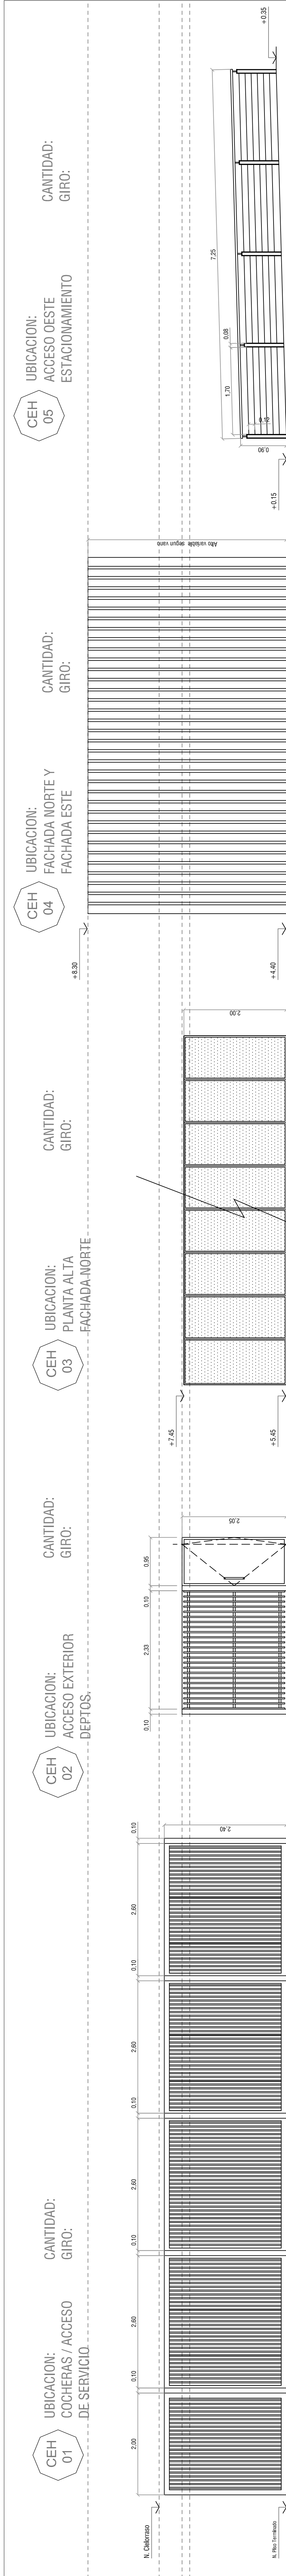 CEH
01
UBICACION:
COCHERAS / ACCESO
DE SERVICIO
CANTIDAD:
GIRO:
N. Cielorraso
N. Piso Terminado
2.00
0.10
2.60
0.10
2.60
0.10
2.60
0.10
2.60
0.10
2.40
CEH
02
UBICACION:
ACCESO EXTERIOR
DEPTOS.
CANTIDAD:
GIRO:
0.10
2.33
0.10
0.95
2.05
CEH
03
UBICACION:
PLANTA ALTA
FACHADA NORTE
CANTIDAD:
GIRO:
+7.45
+5.45
2.00
CEH
04
UBICACION:
FACHADA NORTE Y
FACHADA ESTE
CANTIDAD:
GIRO:
+8.30
+4.40
Alto variable segun vano
CEH
05
UBICACION:
ACCESO OESTE
ESTACIONAMIENTO
CANTIDAD:
GIRO:
+0.15
0.90
0.10
1.70
0.08
7.25
+0.35